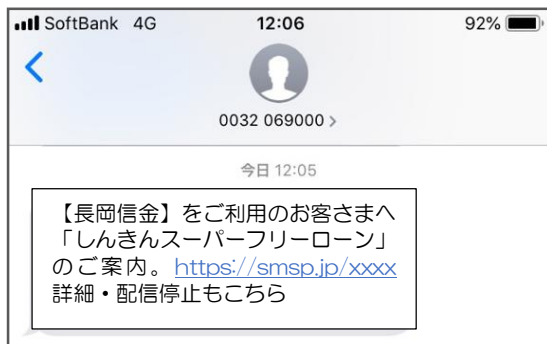 SoftBank 4G 12:06 92%
0032 069000 >
今日 12:05
【長岡信金】をご利用のお客さまへ
「しんきんスーパーフリーローン」
のご案内。https://smsp.jp/xxxx
詳細・配信停止もこちら